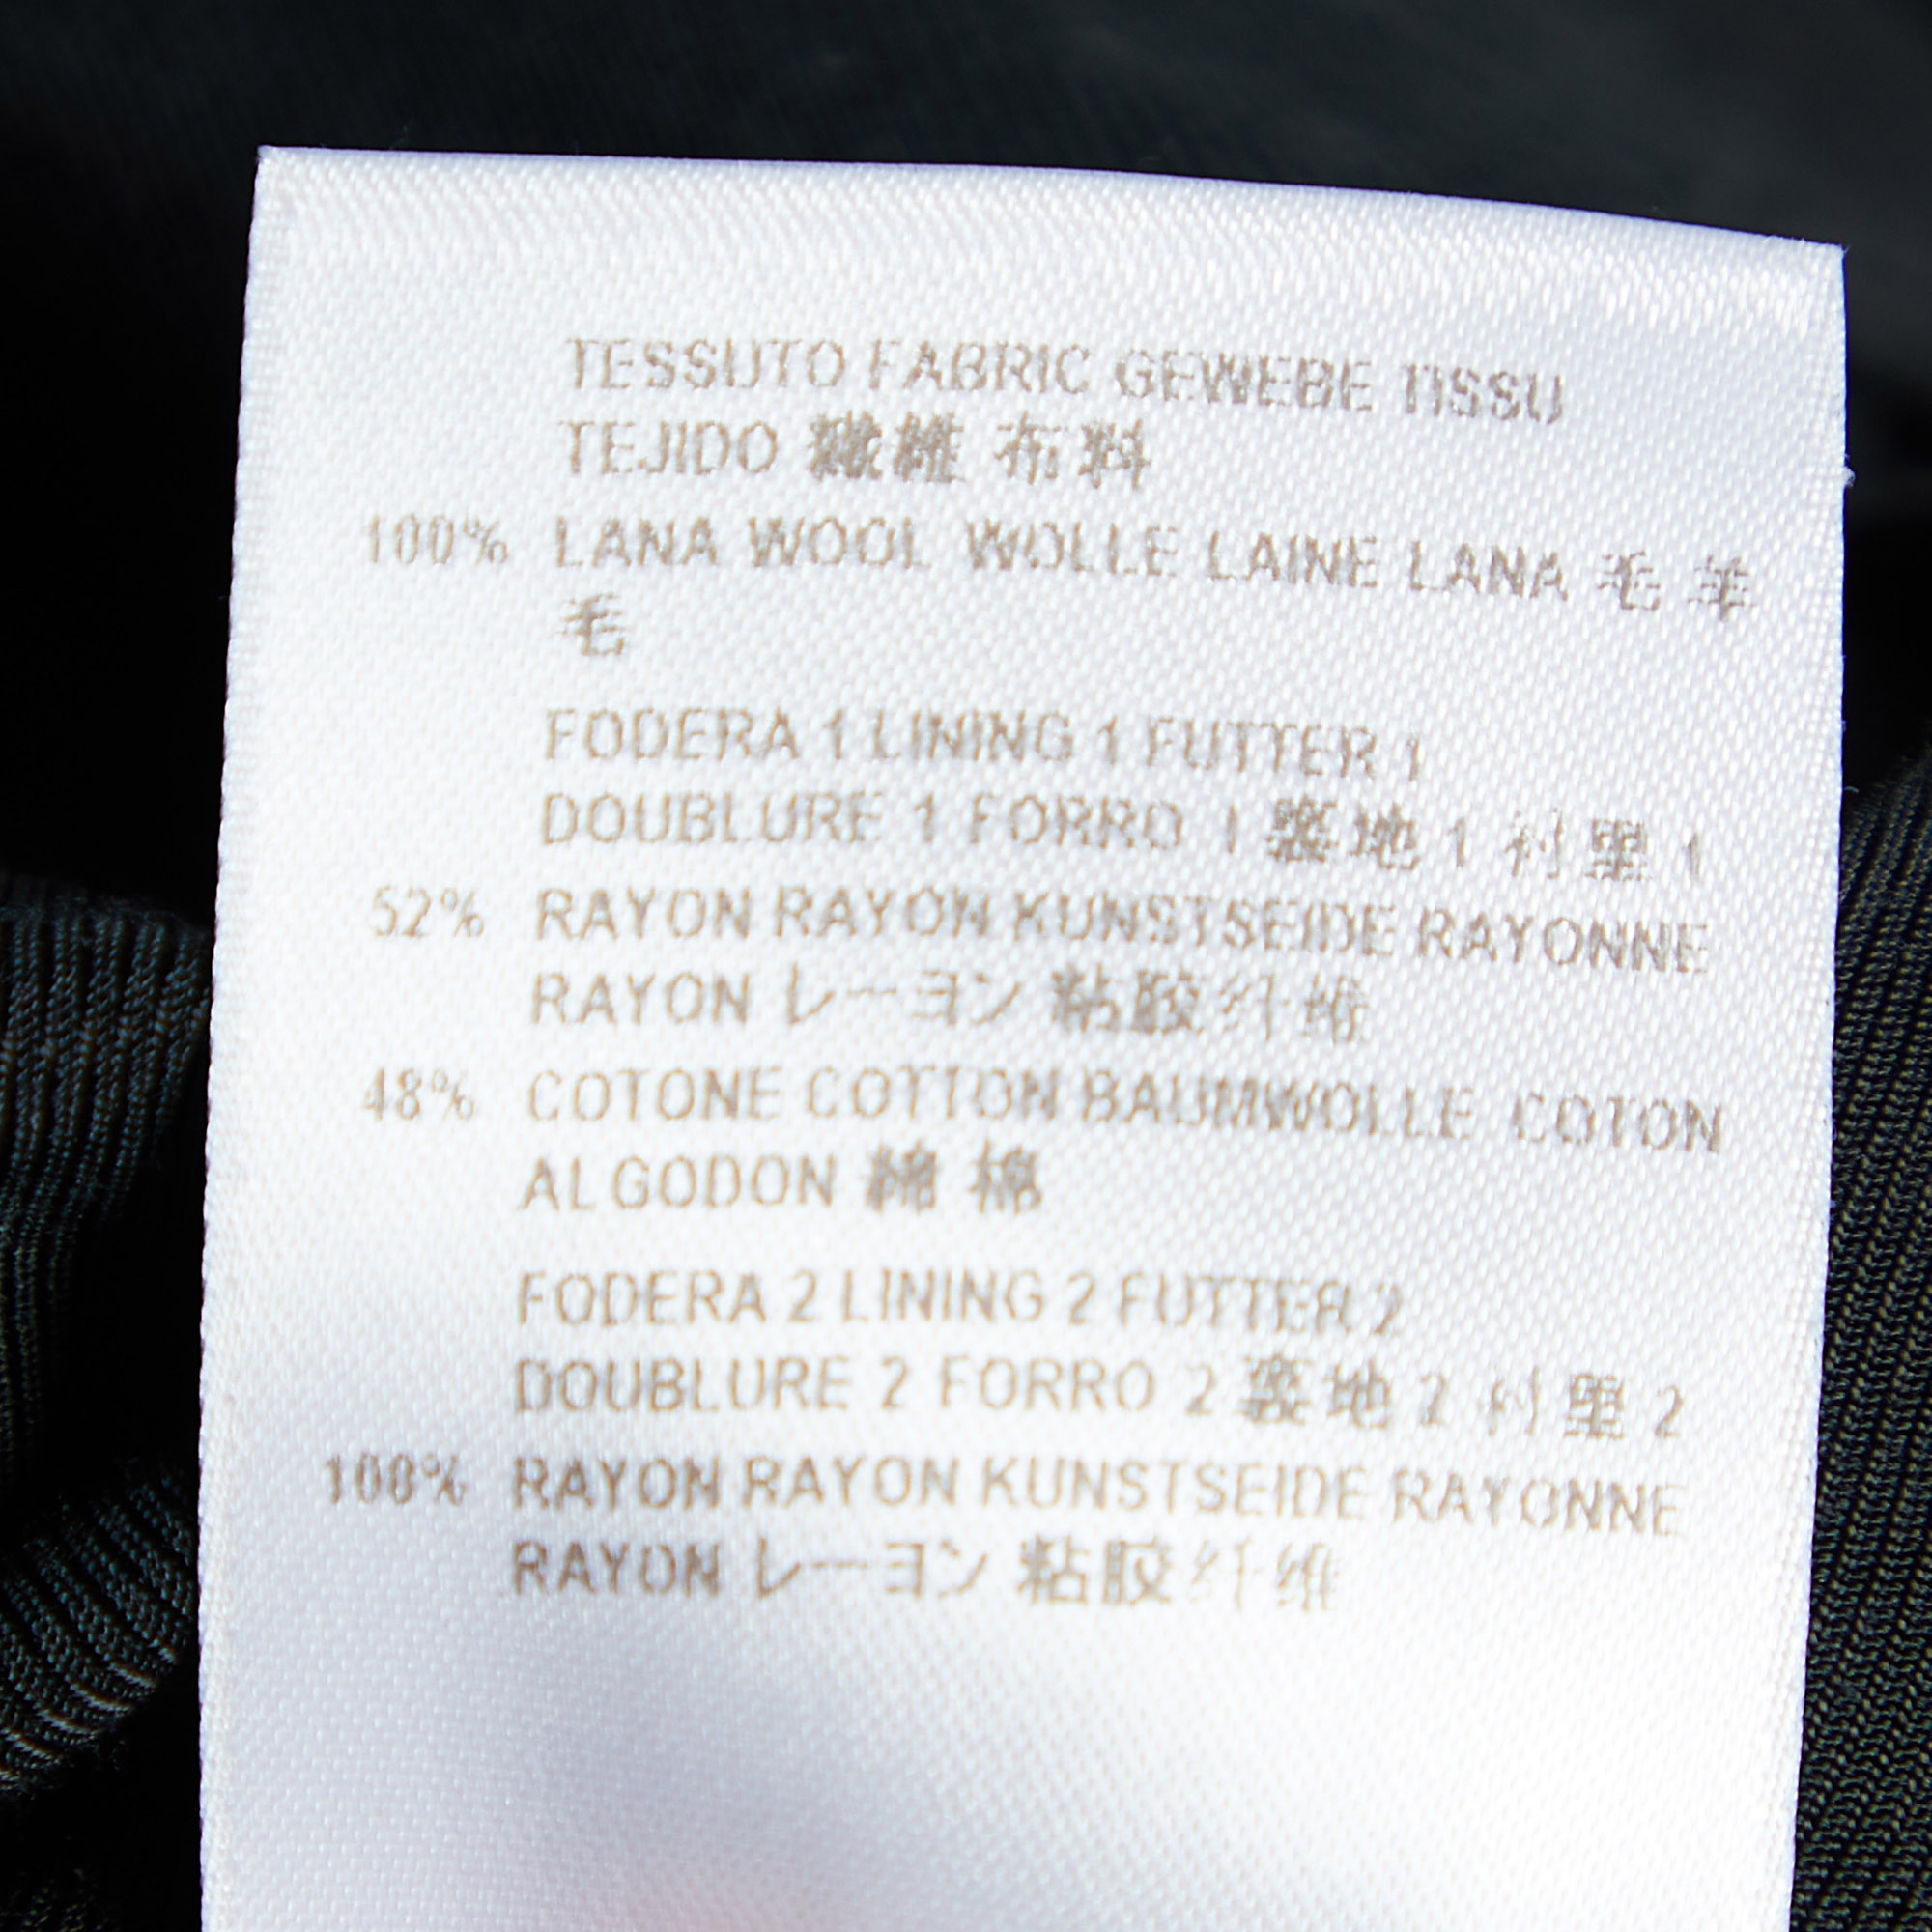 TESSUTO FABRIC GEWEBE TISSU
TEJIDO 繊維 布料
100% LANA WOOL WOLLE LAINE LANA 毛 羊
毛
FODERA 1 LINING 1 FUTTER 1
DOUBLURE 1 FORRO 1 裏地 1 衬里 1
52% RAYON RAYON KUNSTSEIDE RAYONNE
RAYON レーヨン 粘胶纤维
48% COTONE COTTON BAUMWOLLE COTON
ALGODON 綿 棉
FODERA 2 LINING 2 FUTTER 2
DOUBLURE 2 FORRO 2 裏地 2 衬里 2
100% RAYON RAYON KUNSTSEIDE RAYONNE
RAYON レーヨン 粘胶纤维